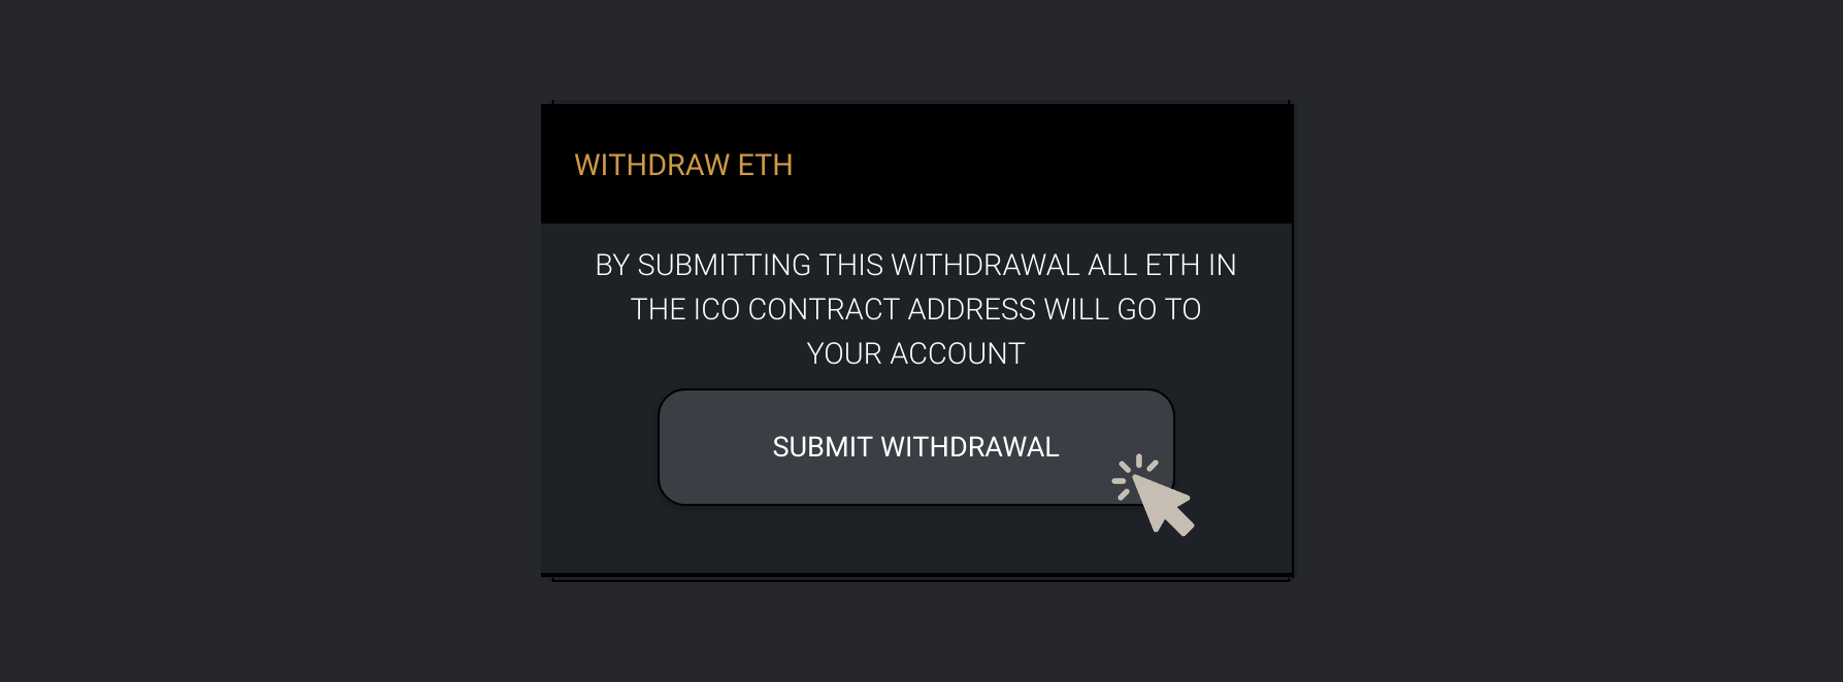 WITHDRAW ETH
BY SUBMITTING THIS WITHDRAWAL ALL ETH IN
THE ICO CONTRACT ADDRESS WILL GO TO
YOUR ACCOUNT
SUBMIT WITHDRAWAL